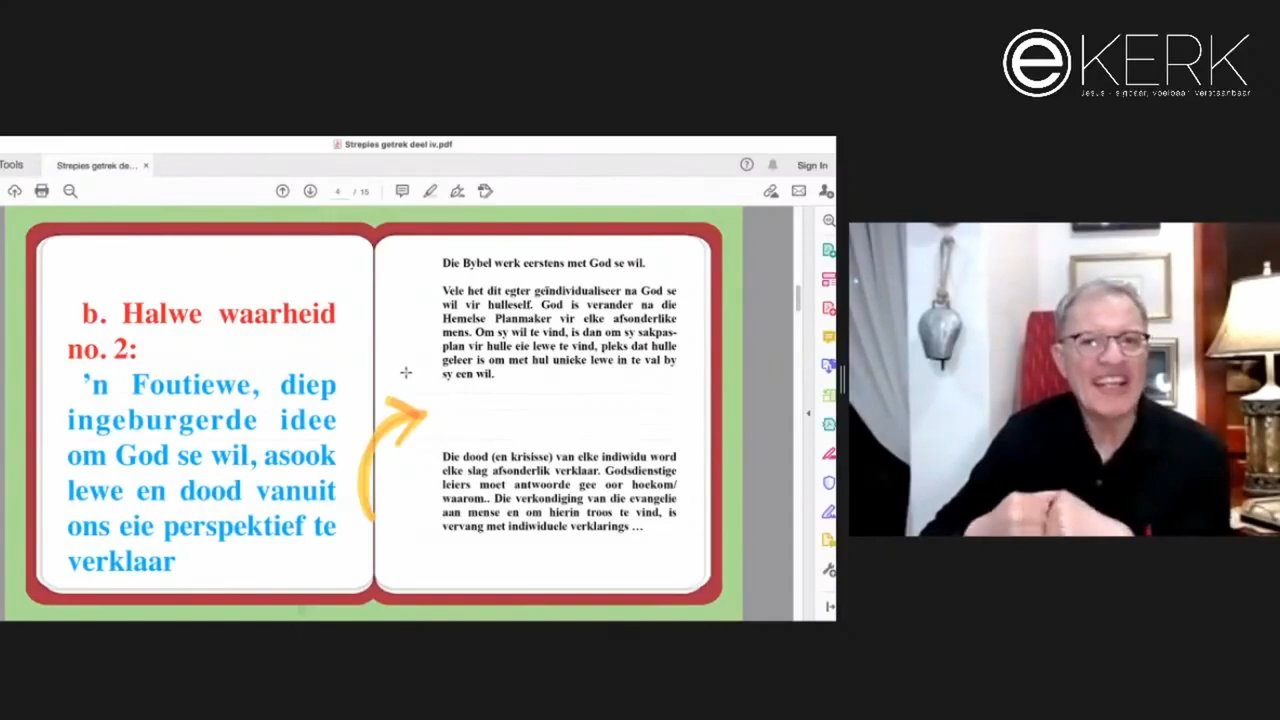 eKERK
Strepies getrek deel iv.pdf
Tools
Strepies getrek de... ×
Sign In
4 / 15
b. Halwe waarheid
no. 2:
’n Foutiewe, diep
ingeburgerde idee
om God se wil, asook
lewe en dood vanuit
ons eie perspektief te
verklaar
Die Bybel werk eerstens met God se wil.
Vele het dit egter geïndividualiseer na God se
wil vir hulleself. God is verander na die
Hemelse Planmaker vir elke afsonderlike
mens. Om sy wil te vind, is dan om sy sakpas-
plan vir hulle eie lewe te vind, pleks dat hulle
geleer is om met hul unieke lewe in te val by
sy een wil.
Die dood (en krisisse) van elke individu word
elke slag afsonderlik verklaar. Godsdienstige
leiers moet antwoorde gee oor hoekom/
waarom.. Die verkondiging van die evangelie
aan mense en om hierin troos te vind, is
vervang met individuele verklarings ...